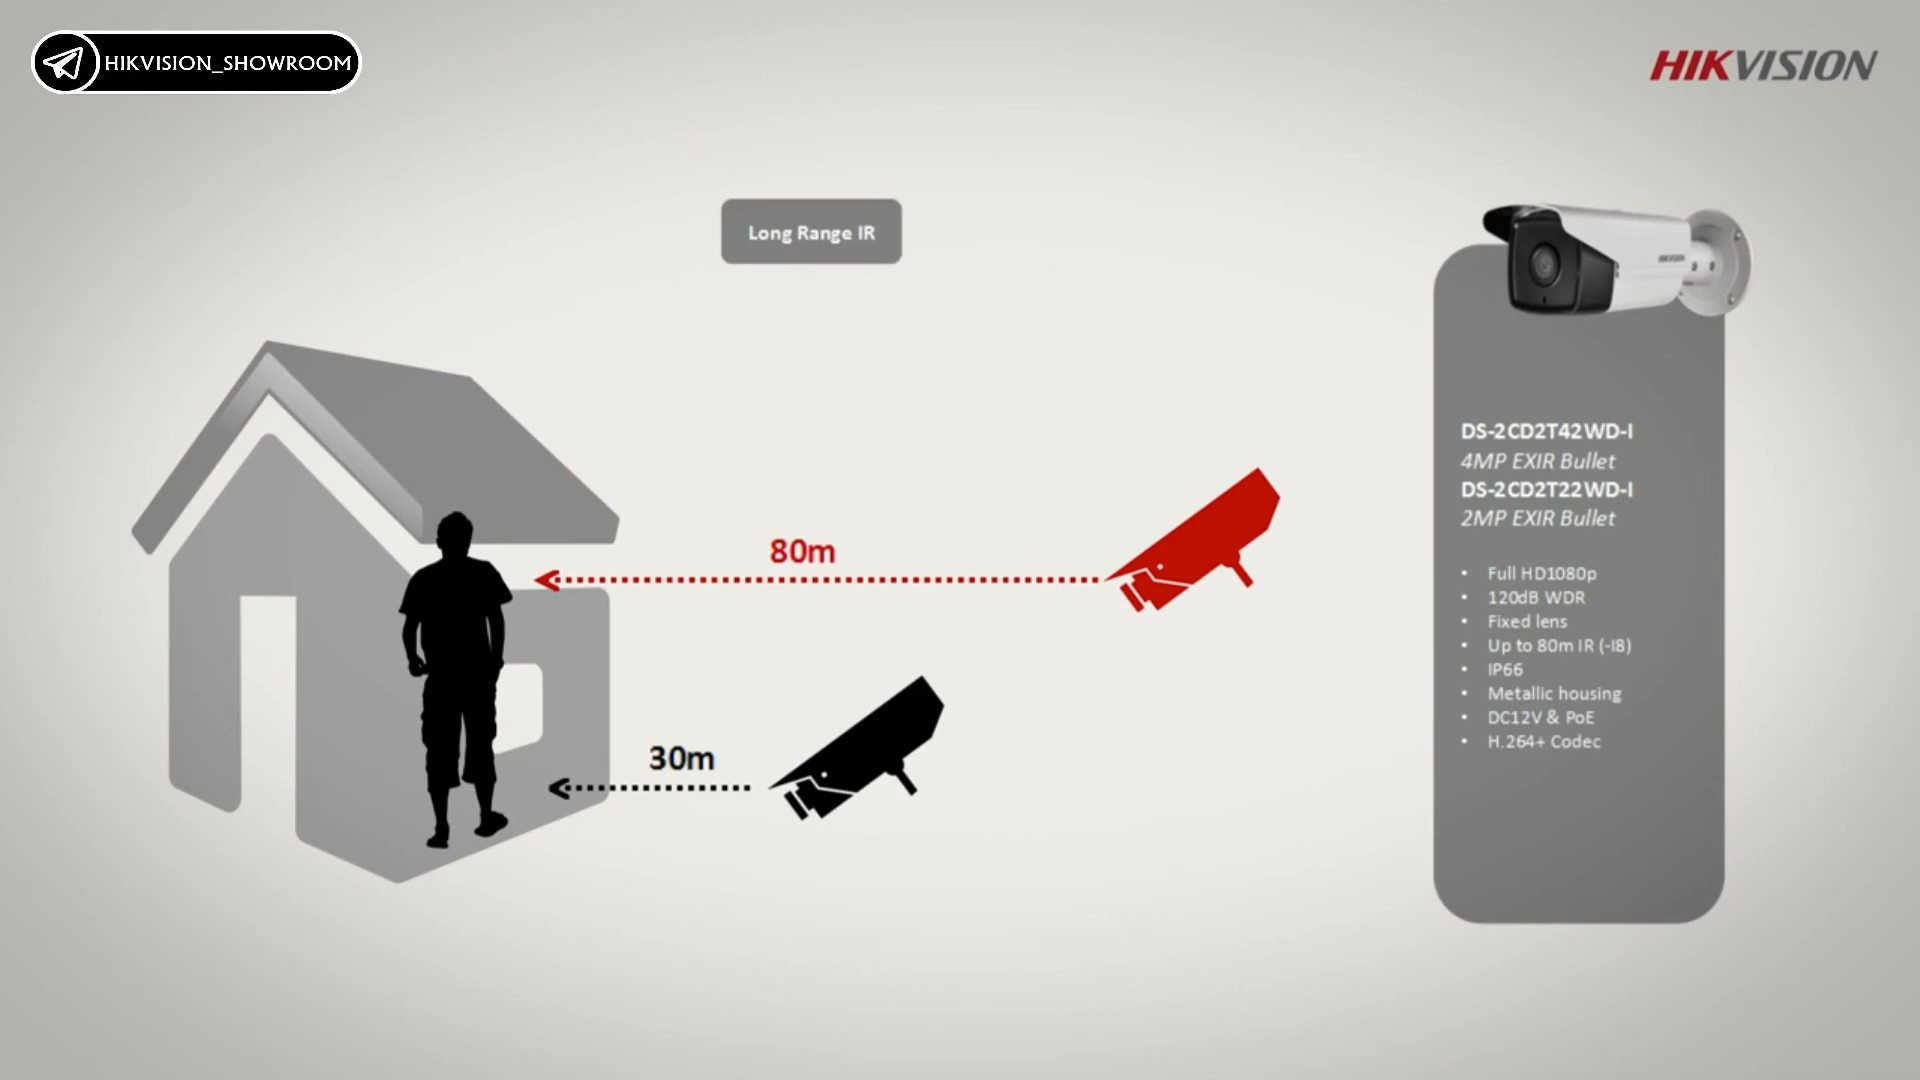 HIKVISION_SHOWROOM
HIKVISION
Long Range IR
HIKVISION
80m
30m
DS-2CD2T42WD-I
4MP EXIR Bullet
DS-2CD2T22WD-I
2MP EXIR Bullet
• Full HD1080p
• 120dB WDR
• Fixed lens
• Up to 80m IR (-I8)
• IP66
• Metallic housing
• DC12V & PoE
• H.264+ Codec